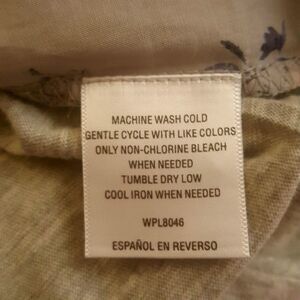 MACHINE WASH COLD
GENTLE CYCLE WITH LIKE COLORS
ONLY NON-CHLORINE BLEACH
WHEN NEEDED
TUMBLE DRY LOW
COOL IRON WHEN NEEDED
WPL8046
ESPAÑOL EN REVERSO